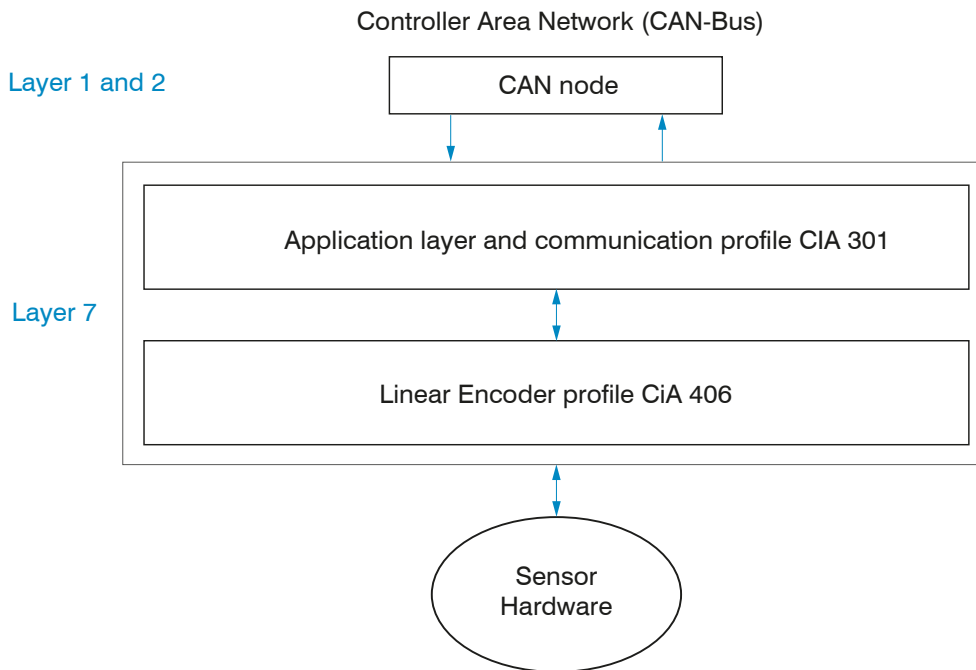 Controller Area Network (CAN-Bus)
Layer 1 and 2
CAN node
Application layer and communication profile CIA 301
Layer 7
Linear Encoder profile CiA 406
Sensor
Hardware